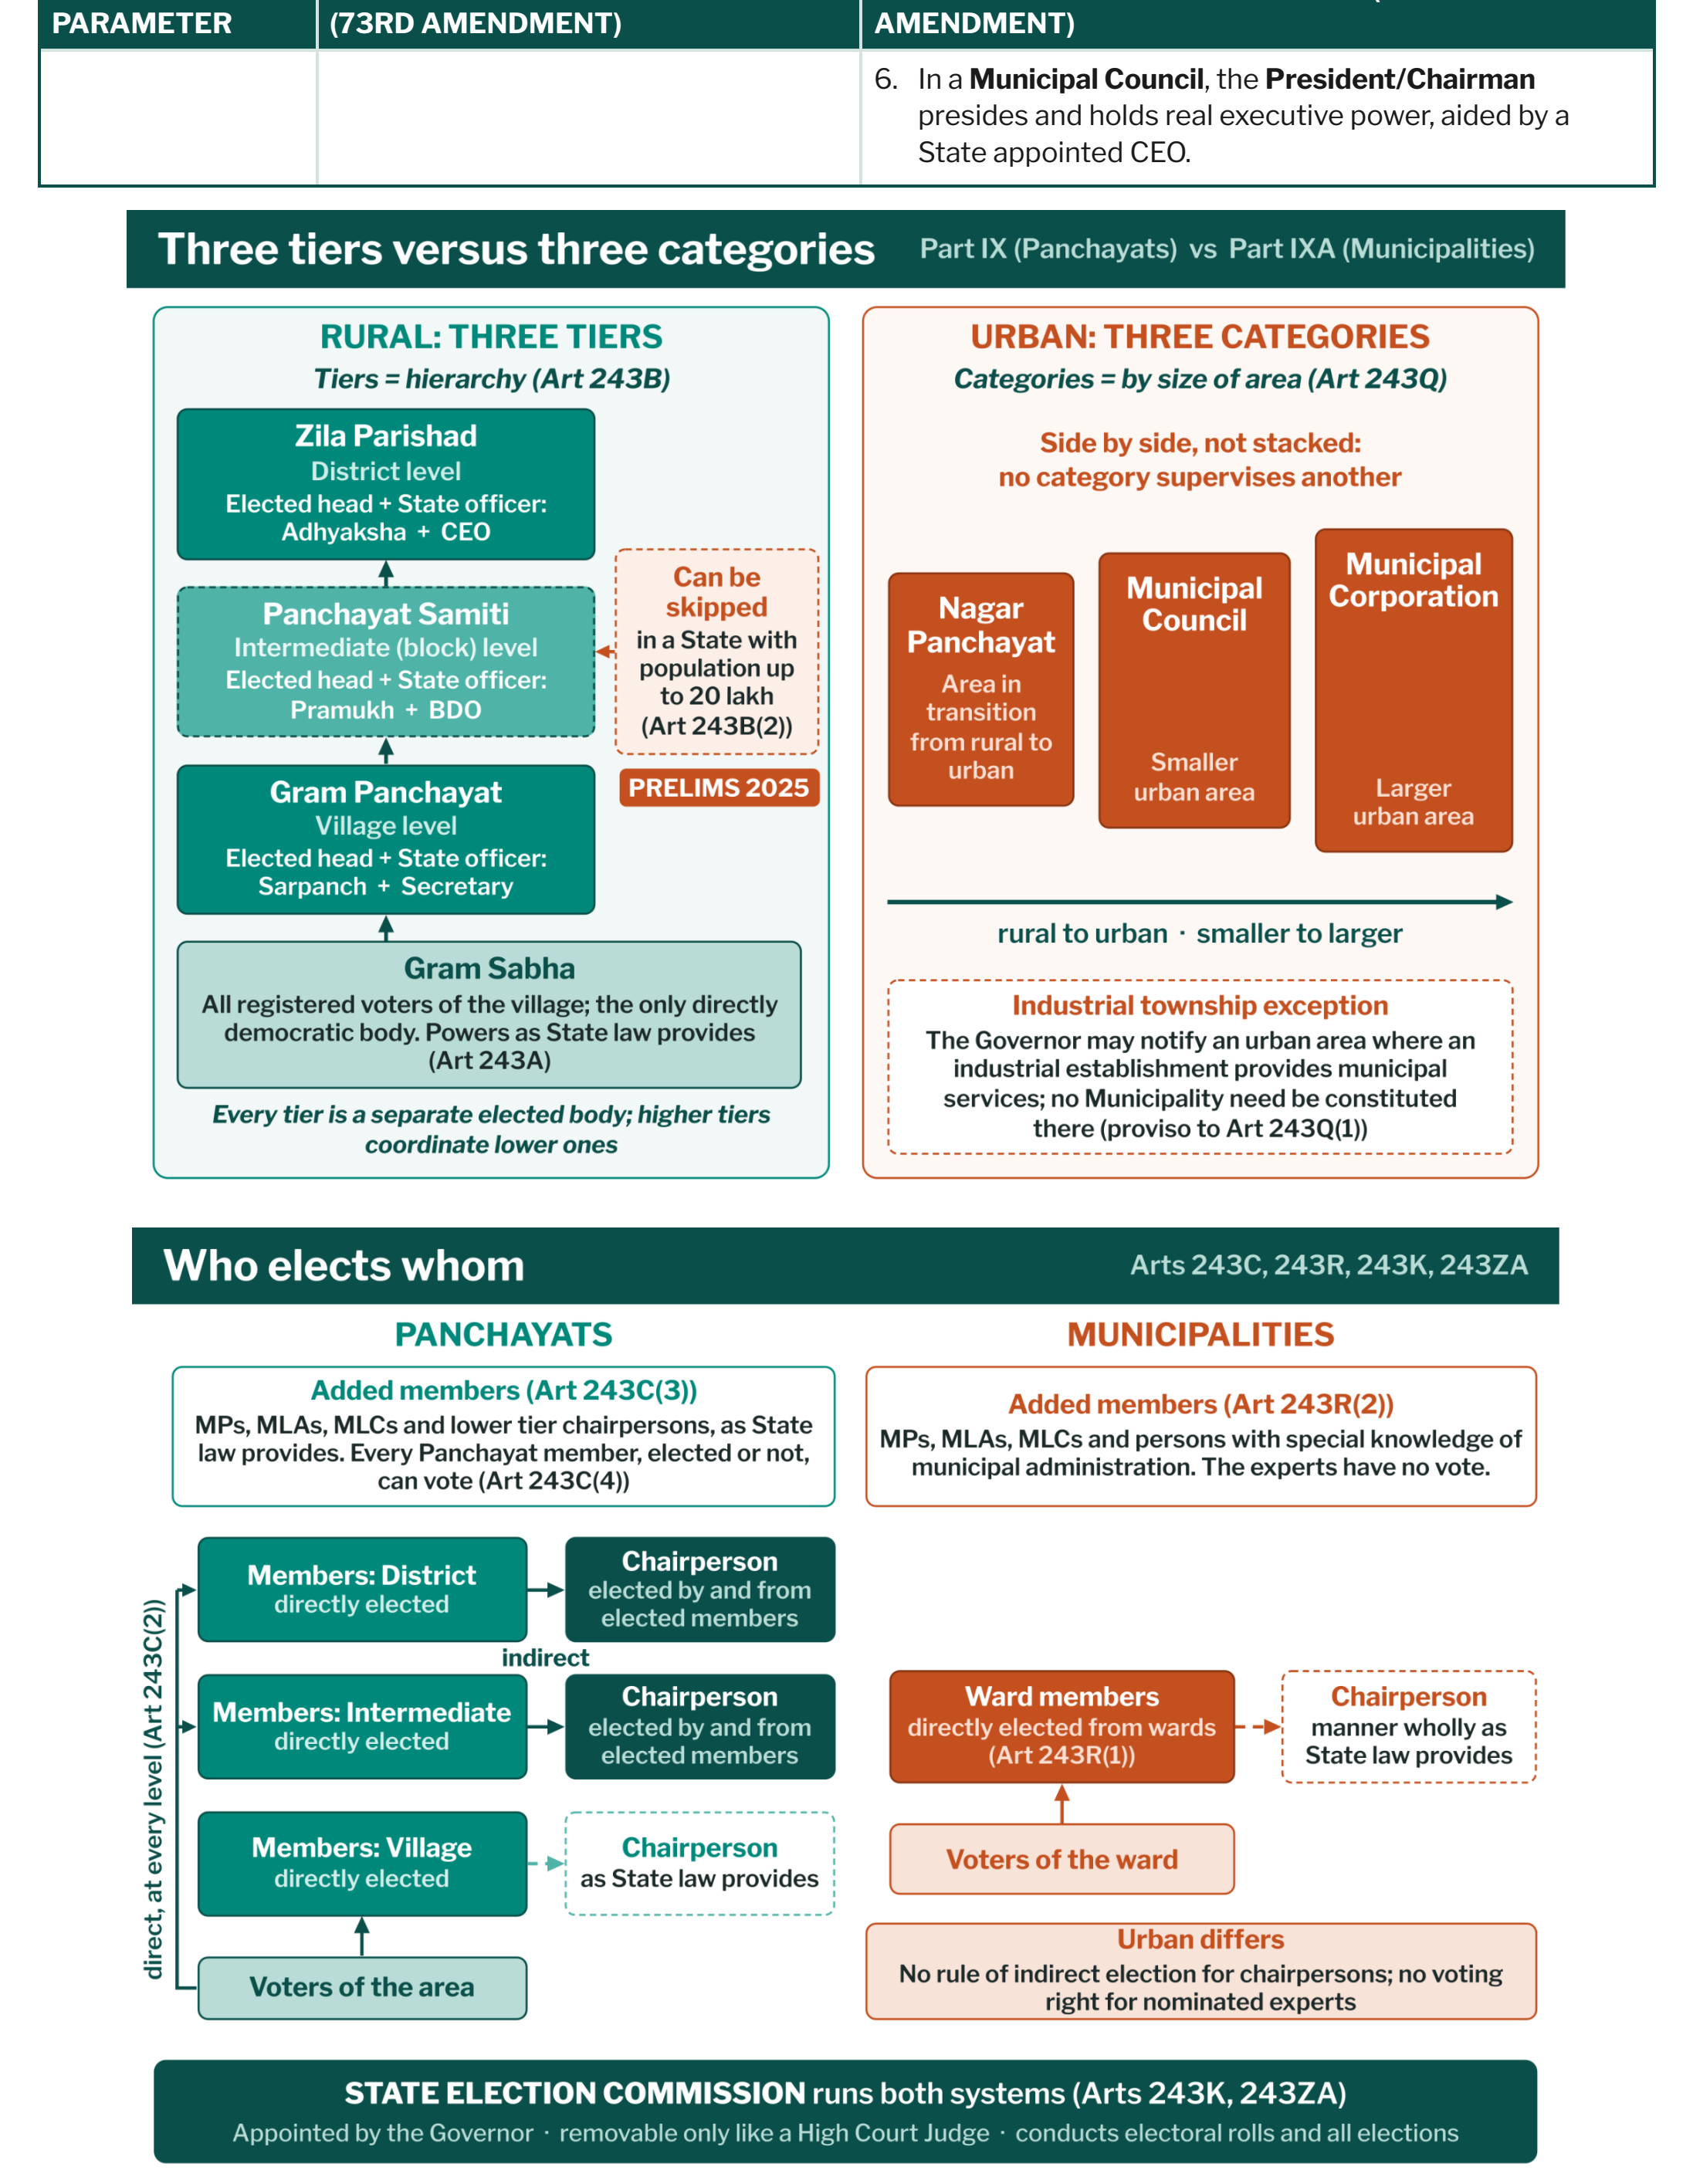 PARAMETER
(73RD AMENDMENT)
AMENDMENT)
6. In a Municipal Council, the President/Chairman
presides and holds real executive power, aided by a
State appointed CEO.
Three tiers versus three categories
Part IX (Panchayats) vs Part IXA (Municipalities)
RURAL: THREE TIERS
Tiers = hierarchy (Art 243B)
Zila Parishad
District level
Elected head + State officer:
Adhyaksha + CEO
Panchayat Samiti
Intermediate (block) level
Elected head + State officer:
Pramukh + BDO
Can be
skipped
in a State with
population up
to 20 lakh
(Art 243B(2))
PRELIMS 2025
Gram Panchayat
Village level
Elected head + State officer:
Sarpanch + Secretary
Gram Sabha
All registered voters of the village; the only directly
democratic body. Powers as State law provides
(Art 243A)
Every tier is a separate elected body; higher tiers
coordinate lower ones
URBAN: THREE CATEGORIES
Categories = by size of area (Art 243Q)
Side by side, not stacked:
no category supervises another
Nagar
Panchayat
Area in
transition
from rural to
urban
Municipal
Council
Smaller
urban area
Municipal
Corporation
Larger
urban area
rural to urban · smaller to larger
Industrial township exception
The Governor may notify an urban area where an
industrial establishment provides municipal
services; no Municipality need be constituted
there (proviso to Art 243Q(1))
Who elects whom
Arts 243C, 243R, 243K, 243ZA
PANCHAYATS
Added members (Art 243C(3))
MPs, MLAs, MLCs and lower tier chairpersons, as State
law provides. Every Panchayat member, elected or not,
can vote (Art 243C(4))
direct, at every level (Art 243C(2))
Members: District
directly elected
Chairperson
elected by and from
elected members
indirect
Members: Intermediate
directly elected
Chairperson
elected by and from
elected members
Members: Village
directly elected
Chairperson
as State law provides
Voters of the area
MUNICIPALITIES
Added members (Art 243R(2))
MPs, MLAs, MLCs and persons with special knowledge of
municipal administration. The experts have no vote.
Ward members
directly elected from wards
(Art 243R(1))
Chairperson
manner wholly as
State law provides
Voters of the ward
Urban differs
No rule of indirect election for chairpersons; no voting
right for nominated experts
STATE ELECTION COMMISSION runs both systems (Arts 243K, 243ZA)
Appointed by the Governor · removable only like a High Court Judge · conducts electoral rolls and all elections